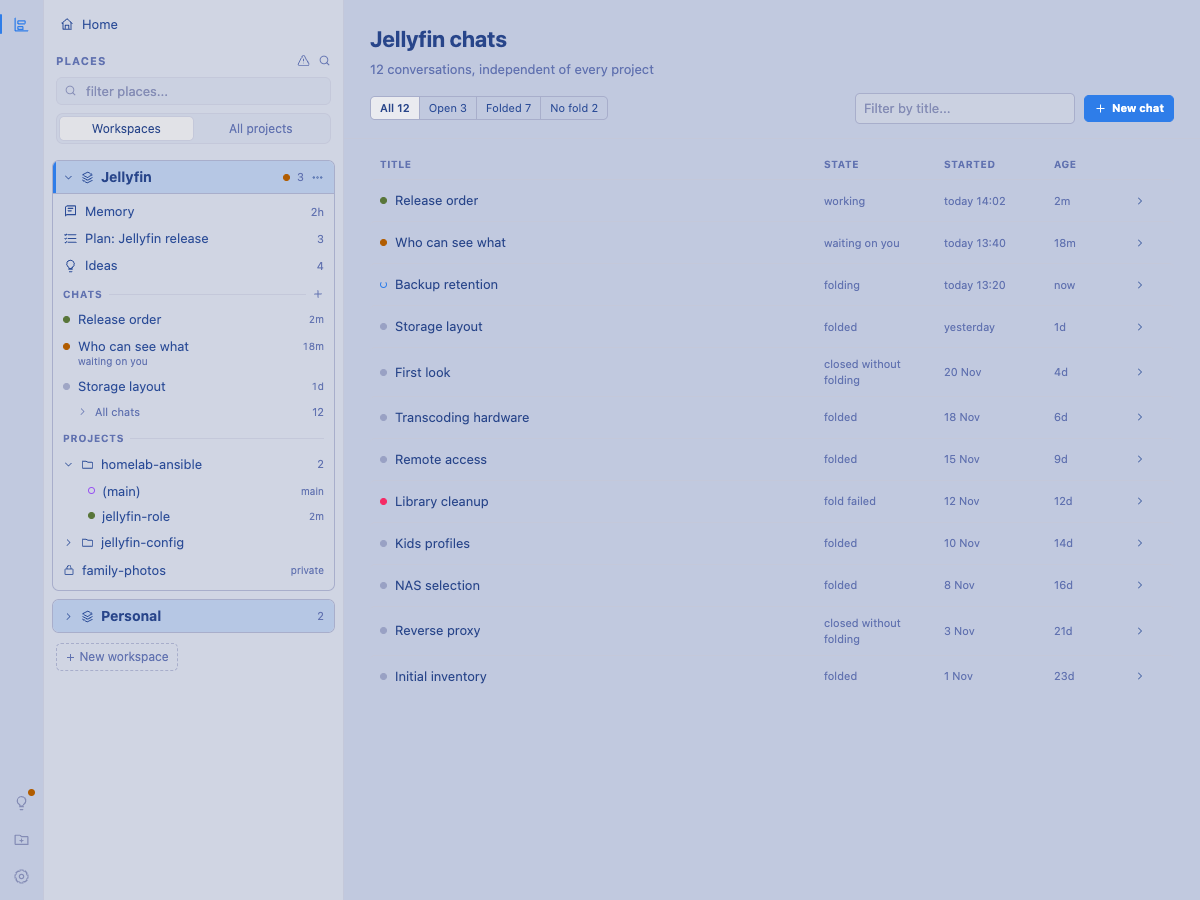 Home
PLACES
filter places...
Workspaces
All projects
Jellyfin
3
Memory
2h
Plan: Jellyfin release
3
Ideas
4
CHATS
Release order
2m
Who can see what
18m
waiting on you
Storage layout
1d
All chats
12
PROJECTS
homelab-ansible
2
(main)
main
jellyfin-role
2m
jellyfin-config
family-photos
private
Personal
2
+ New workspace
Jellyfin chats
12 conversations, independent of every project
All 12
Open 3
Folded 7
No fold 2
Filter by title...
+ New chat
TITLE STATE STARTED AGE
Release order working today 14:02 2m
Who can see what waiting on you today 13:40 18m
Backup retention folding today 13:20 now
Storage layout folded yesterday 1d
First look closed without folding 20 Nov 4d
Transcoding hardware folded 18 Nov 6d
Remote access folded 15 Nov 9d
Library cleanup fold failed 12 Nov 12d
Kids profiles folded 10 Nov 14d
NAS selection folded 8 Nov 16d
Reverse proxy closed without folding 3 Nov 21d
Initial inventory folded 1 Nov 23d